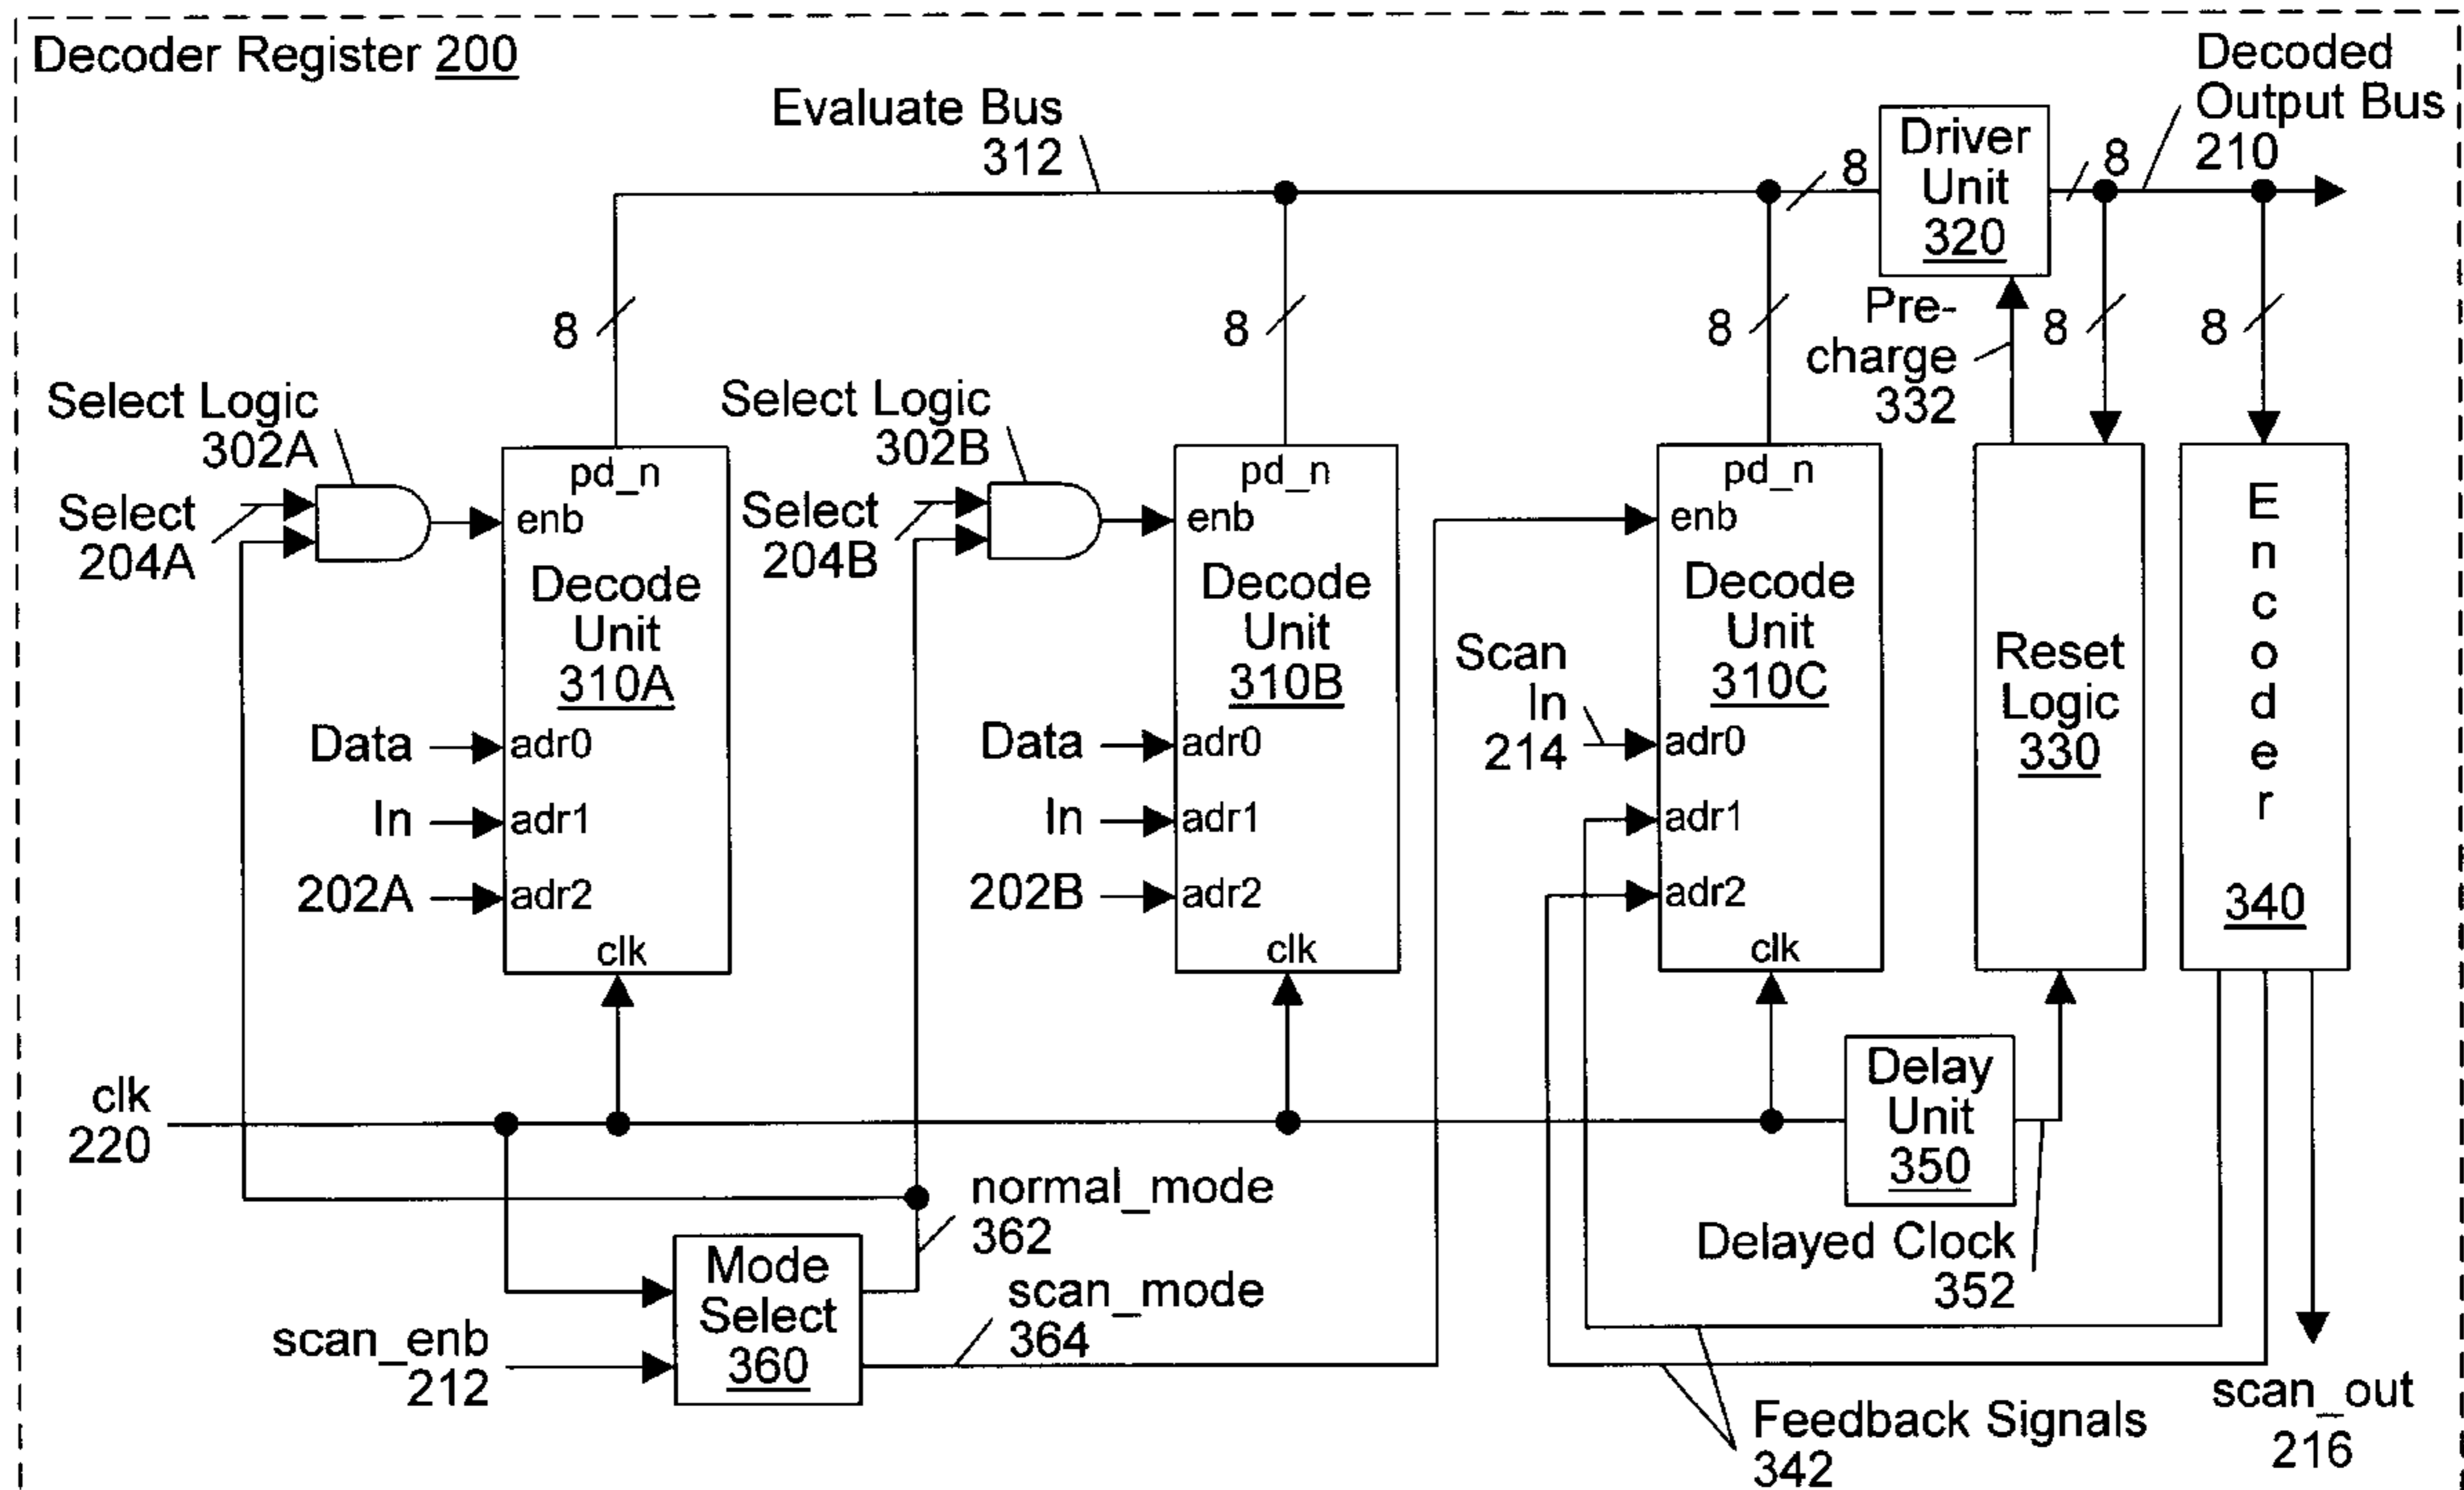 Decoder Register 200
Decoded
Output Bus
210
Evaluate Bus
312
8
Driver
Unit
320
8
8
8
8
Pre-
charge
332
8
8
Select Logic
302A
Select
204A
pd_n
enb
Decode
Unit
310A
Data
adr0
In
adr1
202A
adr2
clk
Select Logic
302B
Select
204B
pd_n
enb
Decode
Unit
310B
Data
adr0
In
adr1
202B
adr2
clk
pd_n
enb
Decode
Unit
310C
Scan
In
214
adr0
adr1
adr2
clk
Reset
Logic
330
E
n
c
o
d
e
r
340
clk
220
Delay
Unit
350
Delayed Clock
352
normal_mode
362
Mode
Select
360
scan_mode
364
scan_enb
212
Feedback Signals
342
scan_out
216